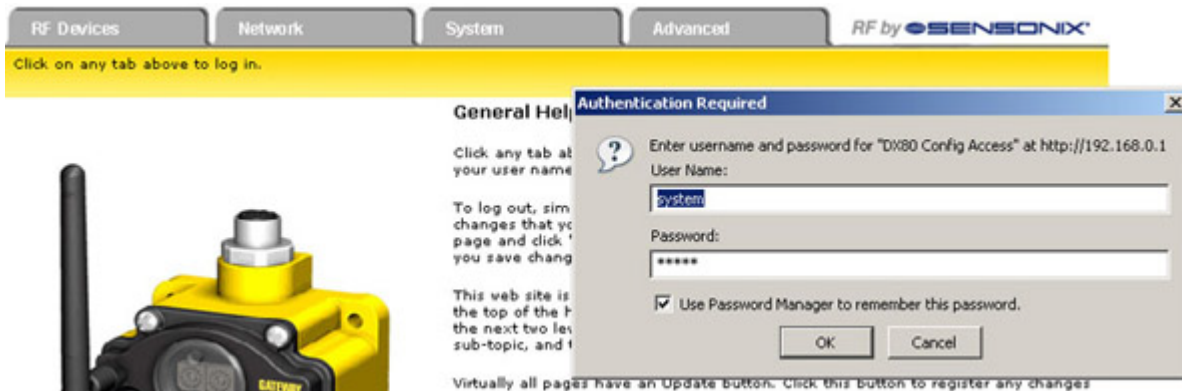 RF Devices
Network
System
Advanced
RF by SENSONIX
Click on any tab above to log in.
General Help
Click any tab ab
your user name
To log out, sim
changes that yo
page and click '
you save chang
This web site is
the top of the h
the next two lev
sub-topic, and t
Virtually all pages have an Update button. Click this button to register any changes
Authentication Required
Enter username and password for "DX80 Config Access" at http://192.168.0.1
User Name:
system
Password:
*****
Use Password Manager to remember this password.
OK
Cancel
GATEWAY